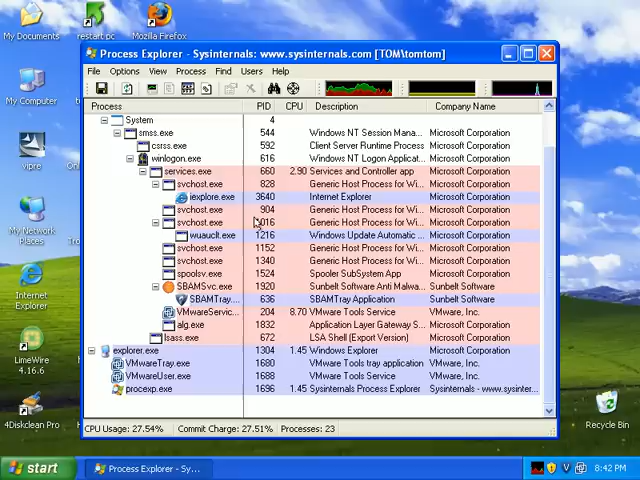 My Documents
restart pc
Mozilla Firefox
My Computer
vipre
My Network Places
Internet Explorer
LimeWire 4.16.6
4Diskclean Pro
Recycle Bin
Process Explorer - Sysinternals: www.sysinternals.com [TOM\tomtom]
File Options View Process Find Users Help
Process PID CPU Description Company Name
System 4
smss.exe 544 Windows NT Session Mana... Microsoft Corporation
csrss.exe 592 Client Server Runtime Process Microsoft Corporation
winlogon.exe 616 Windows NT Logon Applicat... Microsoft Corporation
services.exe 660 2.90 Services and Controller app Microsoft Corporation
svchost.exe 828 Generic Host Process for Wi... Microsoft Corporation
iexplore.exe 3640 Internet Explorer Microsoft Corporation
svchost.exe 904 Generic Host Process for Wi... Microsoft Corporation
svchost.exe Generic Host Process for Wi... Microsoft Corporation
wuauclt.exe 1216 Windows Update Automatic ... Microsoft Corporation
svchost.exe 1152 Generic Host Process for Wi... Microsoft Corporation
svchost.exe 1340 Generic Host Process for Wi... Microsoft Corporation
spoolsv.exe 1524 Spooler SubSystem App Microsoft Corporation
SBAMSvc.exe 1920 Sunbelt Software Anti Malwa... Sunbelt Software
SBAMTray.... 636 SBAMTray Application Sunbelt Software
VMwareServic... 204 8.70 VMware Tools Service VMware, Inc.
alg.exe 1832 Application Layer Gateway S... Microsoft Corporation
lsass.exe 672 LSA Shell (Export Version) Microsoft Corporation
explorer.exe 1304 1.45 Windows Explorer Microsoft Corporation
VMwareTray.exe 1680 VMware Tools tray application VMware, Inc.
VMwareUser.exe 1688 VMware Tools Service VMware, Inc.
procexp.exe 1696 1.45 Sysinternals Process Explorer Sysinternals - www.sysinter...
CPU Usage: 27.54% Commit Charge: 27.51% Processes: 23
start Process Explorer - Sy... 8:42 PM